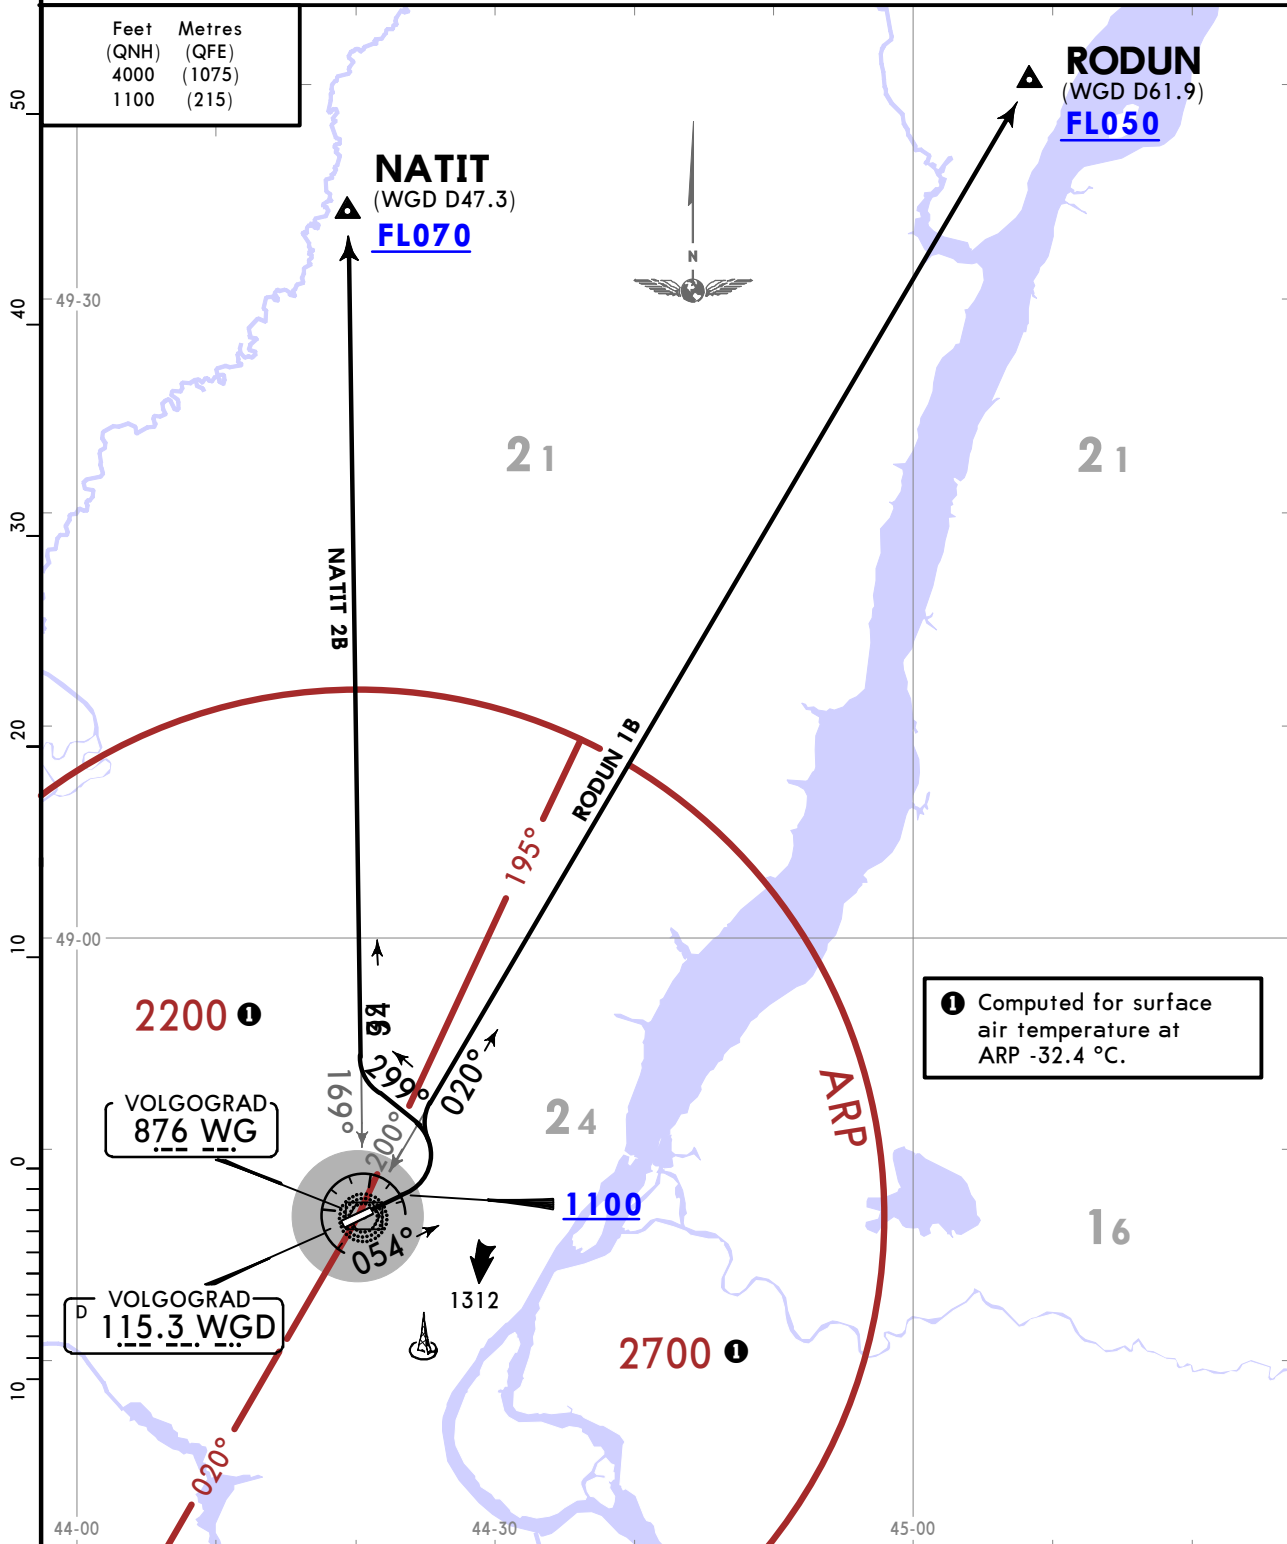 Feet Metres
(QNH) (QFE)
4000 (1075)
1100 (215)
RODUN
(WGD D61.9)
FL050
NATIT
(WGD D47.3)
FL070
N
50
40
30
20
10
0
10
49-30
21
21
NATIT 2B
RODUN 1B
195°
49-00
2200 ❶
299°
020°
169°
200°
❶ Computed for surface
air temperature at
ARP -32.4 °C.
ARP
24
VOLGOGRAD
876 WG
1100
16
054°
1312
VOLGOGRAD
D 115.3 WGD
2700 ❶
020°
44-00
44-30
45-00